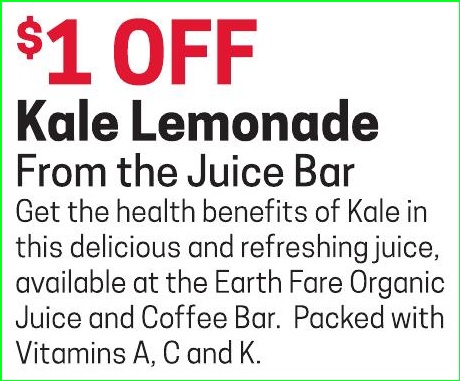 $1 OFF
Kale Lemonade
From the Juice Bar
Get the health benefits of Kale in
this delicious and refreshing juice,
available at the Earth Fare Organic
Juice and Coffee Bar. Packed with
Vitamins A, C and K.